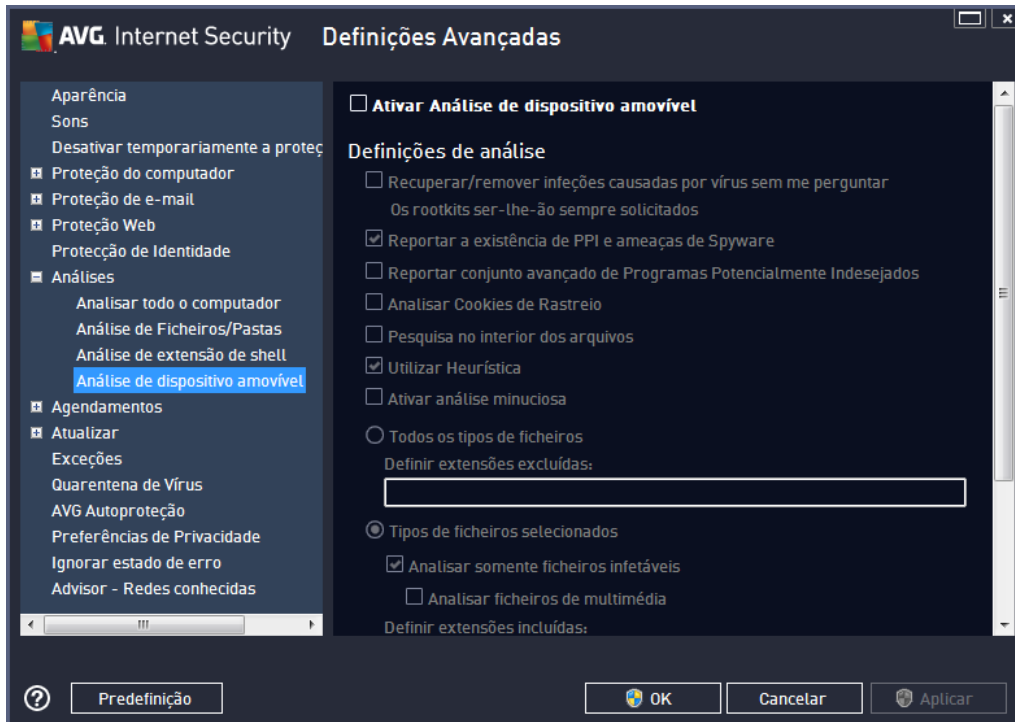 AVG. Internet Security Definições Avançadas
Aparência
Sons
Desativar temporariamente a proteç
Proteção do computador
Proteção de e-mail
Proteção Web
Protecção de Identidade
Análises
Analisar todo o computador
Análise de Ficheiros/Pastas
Análise de extensão de shell
Análise de dispositivo amovível
Agendamentos
Atualizar
Exceções
Quarentena de Vírus
AVG Autoproteção
Preferências de Privacidade
Ignorar estado de erro
Advisor - Redes conhecidas
Ativar Análise de dispositivo amovível
Definições de análise
Recuperar/remover infeções causadas por vírus sem me perguntar
Os rootkits ser-lhe-ão sempre solicitados
Reportar a existência de PPI e ameaças de Spyware
Reportar conjunto avançado de Programas Potencialmente Indesejados
Analisar Cookies de Rastreio
Pesquisa no interior dos arquivos
Utilizar Heurística
Ativar análise minuciosa
Todos os tipos de ficheiros
Definir extensões excluídas:
Tipos de ficheiros selecionados
Analisar somente ficheiros infetáveis
Analisar ficheiros de multimédia
Definir extensões incluídas:
Predefinição
OK
Cancelar
Aplicar